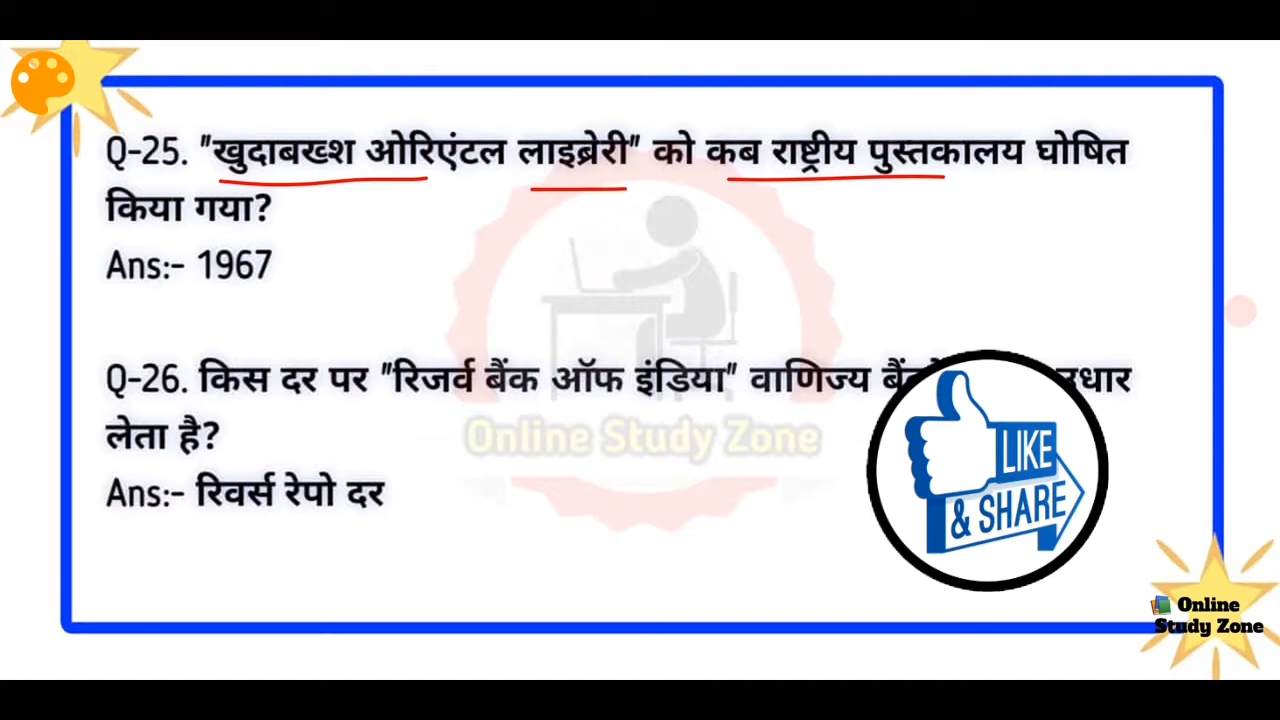 Q-25. "खुदाबख्श ओरिएंटल लाइब्रेरी" को कब राष्ट्रीय पुस्तकालय घोषित
किया गया?
Ans:- 1967
Q-26. किस दर पर "रिजर्व बैंक ऑफ इंडिया" वाणिज्य उधार
लेता है?
Ans:- रिवर्स रेपो दर
Online Study Zone
LIKE
& SHARE
Online
Study Zone